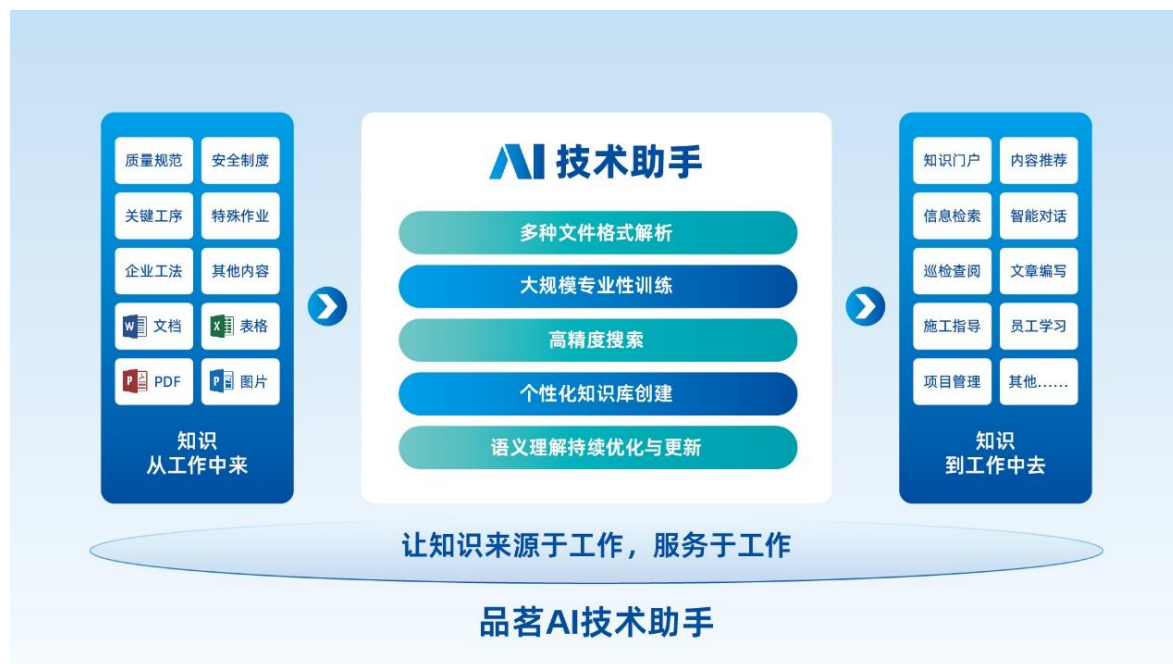 质量规范 安全制度
关键工序 特殊作业
企业工法 其他内容
W 文档 X 表格
P PDF P 图片
知识
从工作中来
AI 技术助手
多种文件格式解析
大规模专业性训练
高精度搜索
个性化知识库创建
语义理解持续优化与更新
知识门户 内容推荐
信息检索 智能对话
巡检查阅 文章编写
施工指导 员工学习
项目管理 其他......
知识
到工作中去
让知识来源于工作，服务于工作
品茗AI技术助手